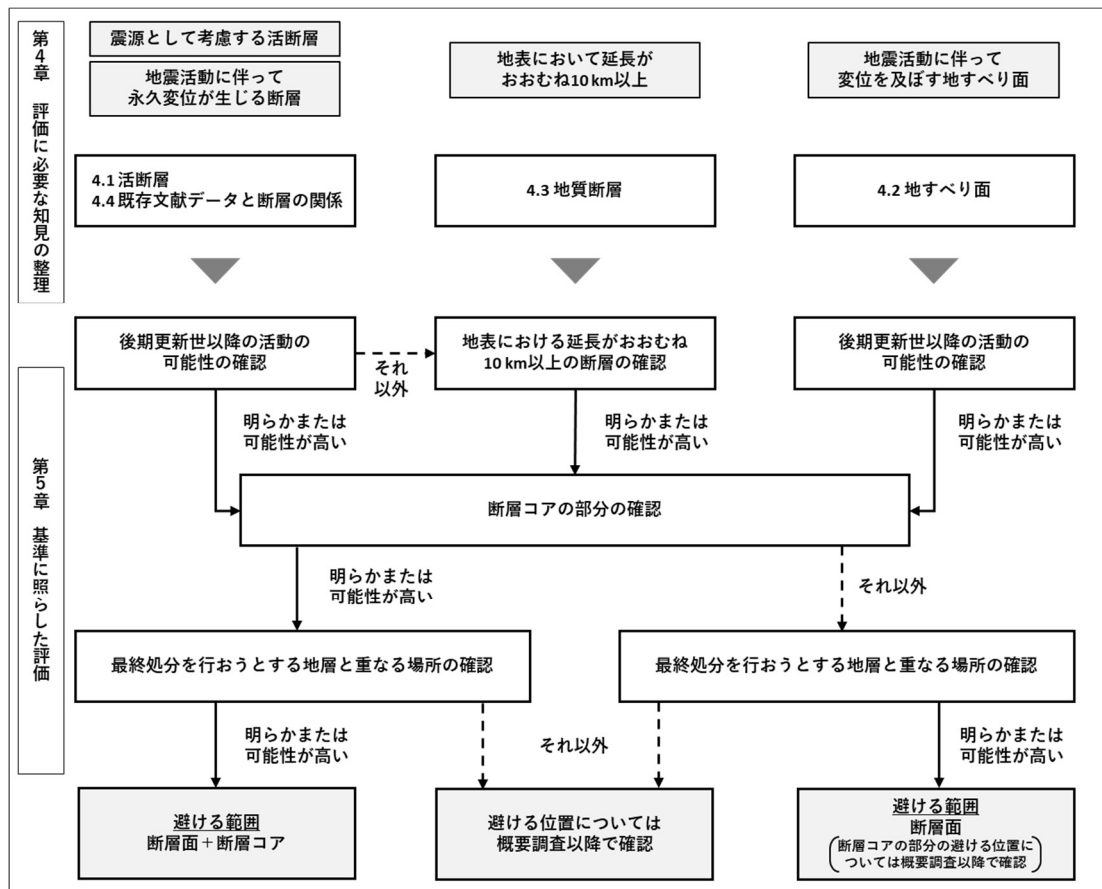 第4章　評価に必要な知見の整理
震源として考慮する活断層
地震活動に伴って
永久変位が生じる断層
地表において延長が
おおむね10 km以上
地震活動に伴って
変位を及ぼす地すべり面
4.1 活断層
4.4 既存文献データと断層の関係
4.3 地質断層
4.2 地すべり面
第5章　基準に照らした評価
後期更新世以降の活動の
可能性の確認
それ
以外
地表における延長がおおむね
10 km以上の断層の確認
後期更新世以降の活動の
可能性の確認
明らかまたは
可能性が高い
明らかまたは
可能性が高い
明らかまたは
可能性が高い
断層コアの部分の確認
明らかまたは
可能性が高い
それ以外
最終処分を行おうとする地層と重なる場所の確認
最終処分を行おうとする地層と重なる場所の確認
明らかまたは
可能性が高い
それ以外
明らかまたは
可能性が高い
避ける範囲
断層面＋断層コア
避ける位置については
概要調査以降で確認
避ける範囲
断層面
(断層コアの部分の避ける位置に
ついては概要調査以降で確認)